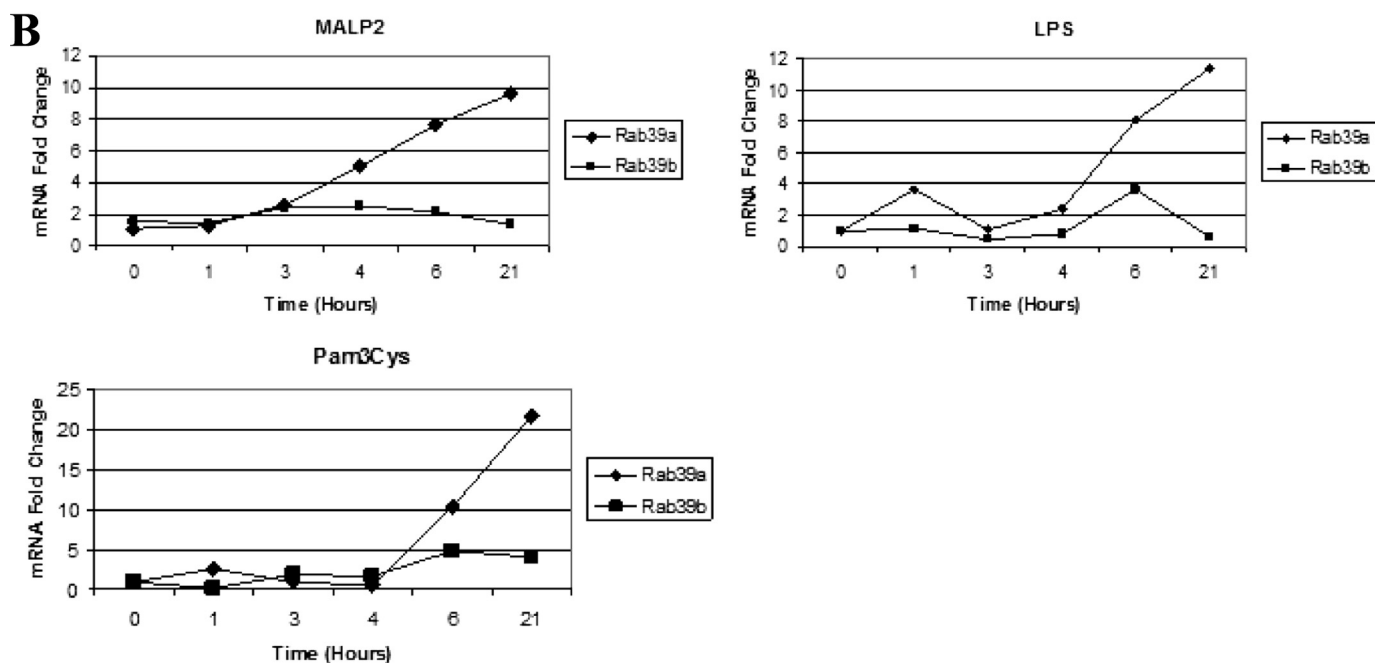 B
MALP2
mRNA Fold Change
12
10
8
6
4
2
0
0 1 3 4 6 21
Time (Hours)
Rab39a
Rab39b
LPS
mRNA Fold Change
12
10
8
6
4
2
0
0 1 3 4 6 21
Time (Hours)
Rab39a
Rab39b
Pam3Cys
mRNA Fold Change
25
20
15
10
5
0
0 1 3 4 6 21
Time (Hours)
Rab39a
Rab39b